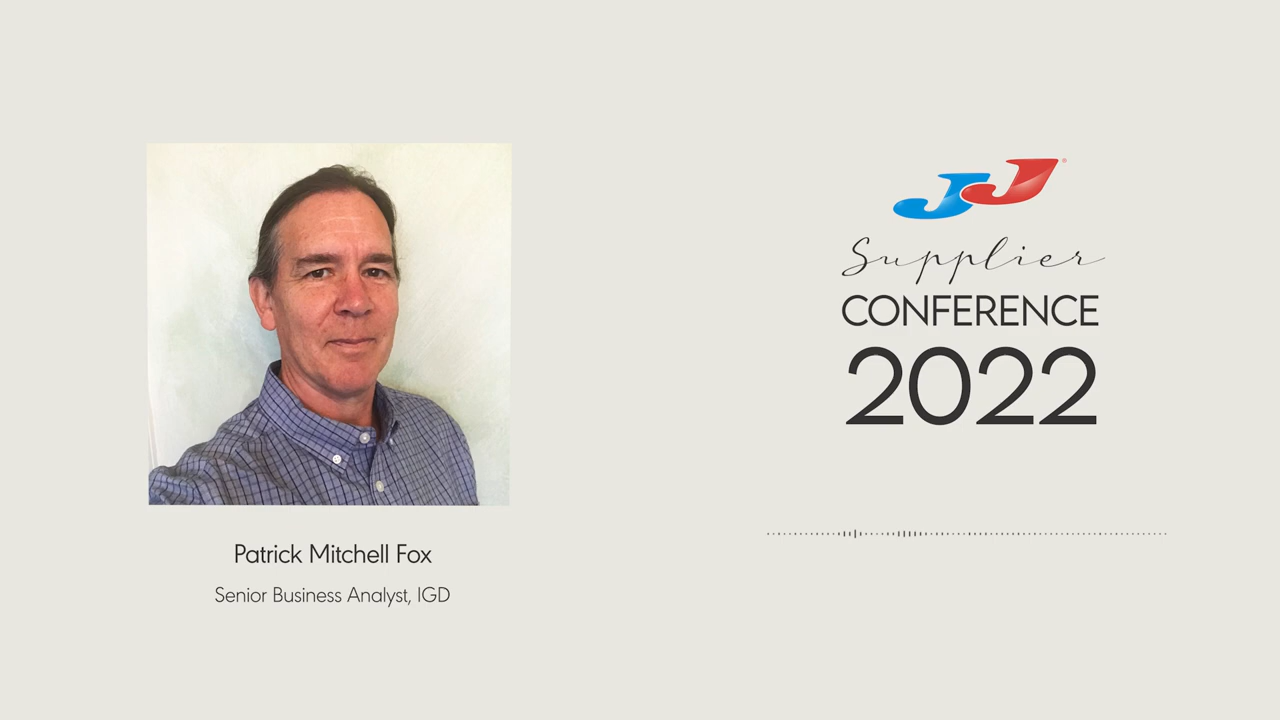 Patrick Mitchell Fox
Senior Business Analyst, IGD
JJ®
Supplier
CONFERENCE
2022